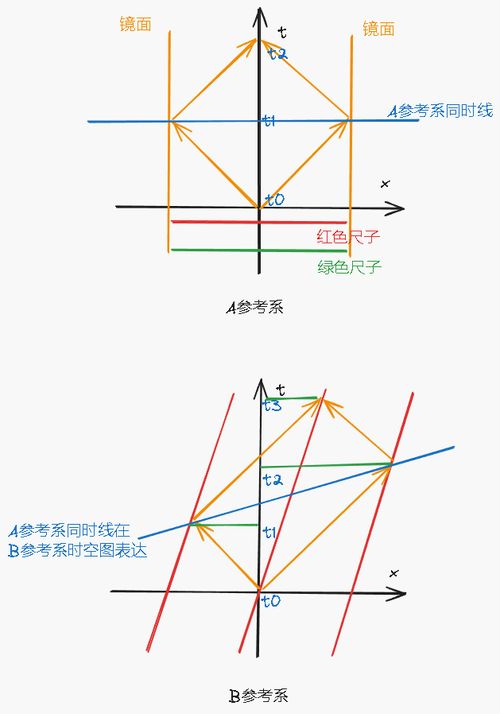 镜面
t
镜面
t2
A参考系同时线
t1
x
t0
红色尺子
绿色尺子
A参考系
t
t3
t2
A参考系同时线在
B参考系时空图表达
t1
x
t0
B参考系